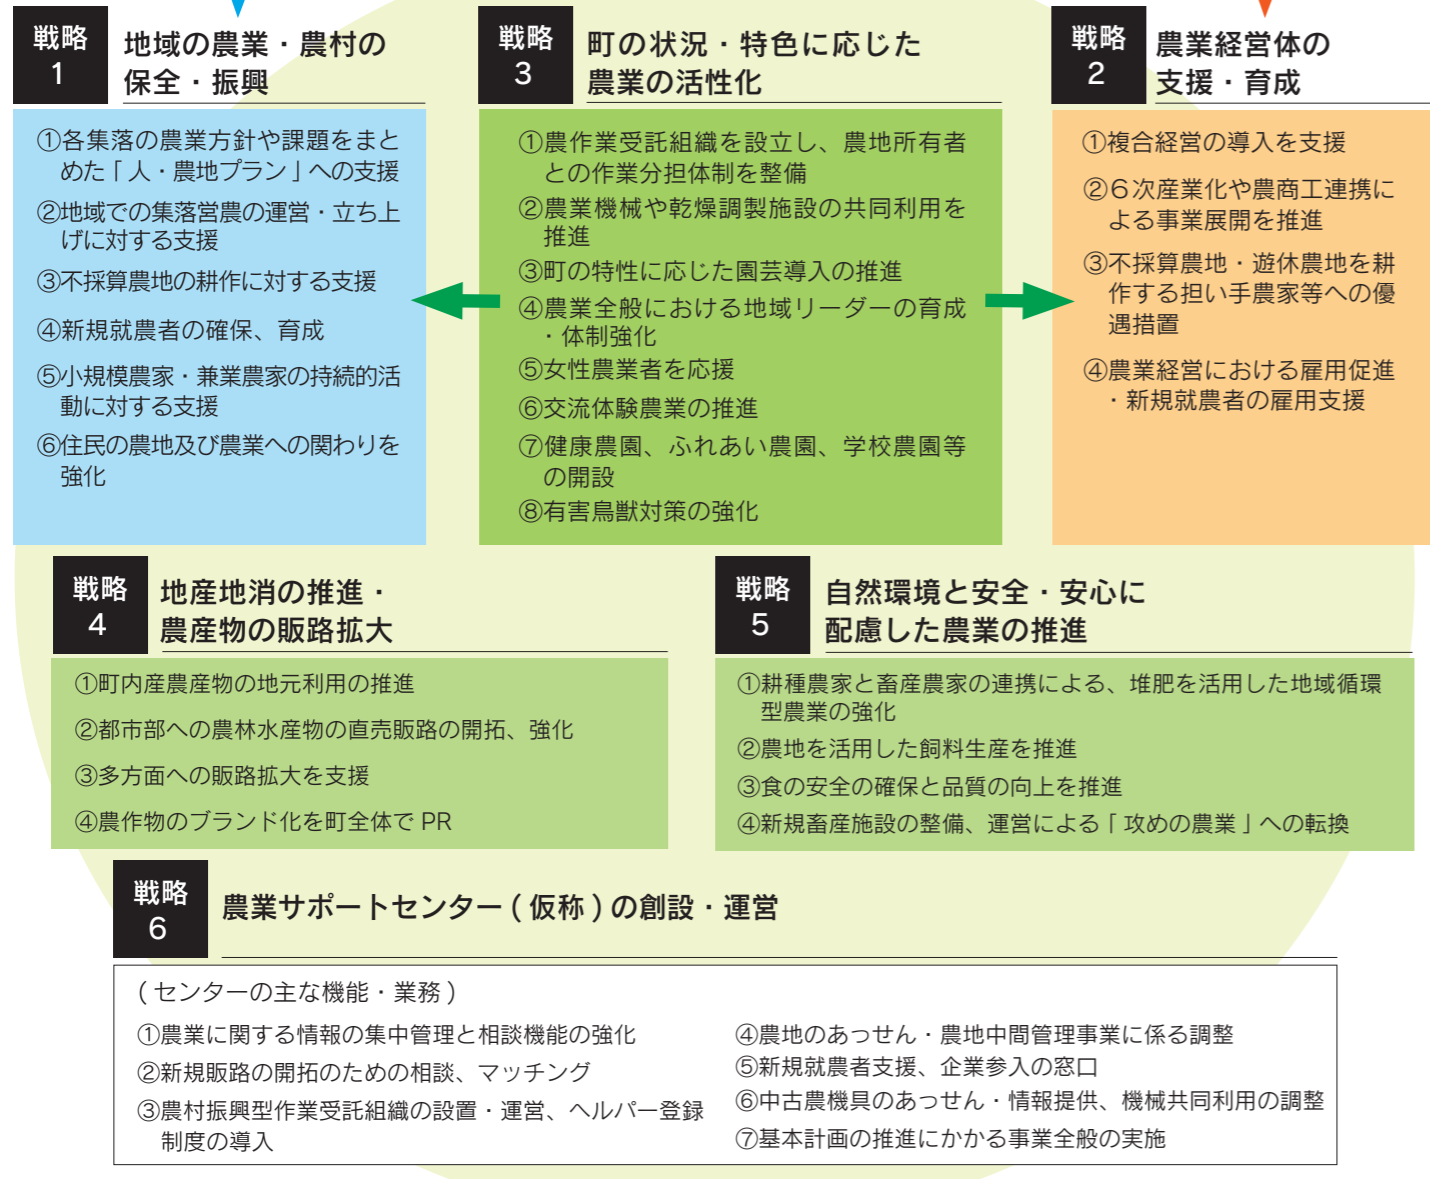 戦略
1
地域の農業・農村の
保全・振興
①各集落の農業方針や課題をまと
めた「人・農地プラン」への支援
②地域での集落営農の運営・立ち上
げに対する支援
③不採算農地の耕作に対する支援
④新規就農者の確保、育成
⑤小規模農家・兼業農家の持続的活
動に対する支援
⑥住民の農地及び農業への関わりを
強化
戦略
3
町の状況・特色に応じた
農業の活性化
①農作業受託組織を設立し、農地所有者
との作業分担体制を整備
②農業機械や乾燥調製施設の共同利用を
推進
③町の特性に応じた園芸導入の推進
④農業全般における地域リーダーの育成
・体制強化
⑤女性農業者を応援
⑥交流体験農業の推進
⑦健康農園、ふれあい農園、学校農園等
の開設
⑧有害鳥獣対策の強化
戦略
2
農業経営体の
支援・育成
①複合経営の導入を支援
②6次産業化や農商工連携に
よる事業展開を推進
③不採算農地・遊休農地を耕
作する担い手農家等への優
遇措置
④農業経営における雇用促進
・新規就農者の雇用支援
戦略
4
地産地消の推進・
農産物の販路拡大
①町内産農産物の地元利用の推進
②都市部への農林水産物の直売販路の開拓、強化
③多方面への販路拡大を支援
④農作物のブランド化を町全体で PR
戦略
5
自然環境と安全・安心に
配慮した農業の推進
①耕種農家と畜産農家の連携による、堆肥を活用した地域循環
型農業の強化
②農地を活用した飼料生産を推進
③食の安全の確保と品質の向上を推進
④新規畜産施設の整備、運営による「攻めの農業」への転換
戦略
6
農業サポートセンター(仮称)の創設・運営
(センターの主な機能・業務)
①農業に関する情報の集中管理と相談機能の強化
②新規販路の開拓のための相談、マッチング
③農村振興型作業受託組織の設置・運営、ヘルパー登録
制度の導入
④農地のあっせん・農地中間管理事業に係る調整
⑤新規就農者支援、企業参入の窓口
⑥中古農機具のあっせん・情報提供、機械共同利用の調整
⑦基本計画の推進にかかる事業全般の実施